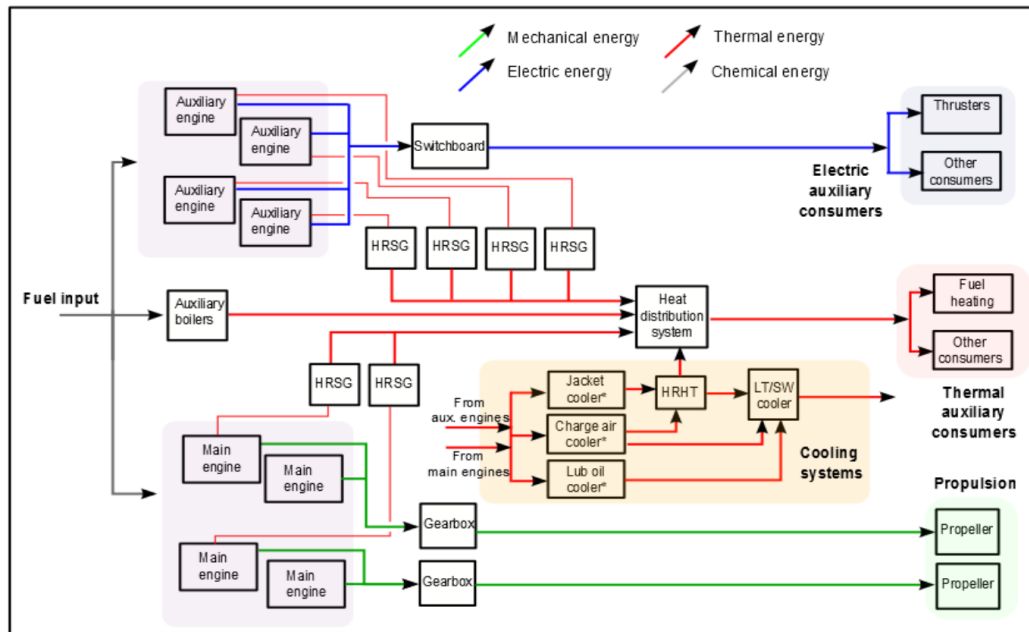 Mechanical energy
Thermal energy
Electric energy
Chemical energy
Auxiliary
engine
Auxiliary
engine
Auxiliary
engine
Auxiliary
engine
Switchboard
Thrusters
Other
consumers
Electric
auxiliary
consumers
HRSG
HRSG
HRSG
HRSG
Fuel input
Auxiliary
boilers
Heat
distribution
system
Fuel
heating
Other
consumers
Thermal
auxiliary
consumers
HRSG
HRSG
From
aux. engines
From
main engines
Jacket
cooler*
Charge air
cooler*
Lub oil
cooler*
HRHT
LT/SW
cooler
Cooling
systems
Main
engine
Main
engine
Main
engine
Main
engine
Gearbox
Gearbox
Propulsion
Propeller
Propeller